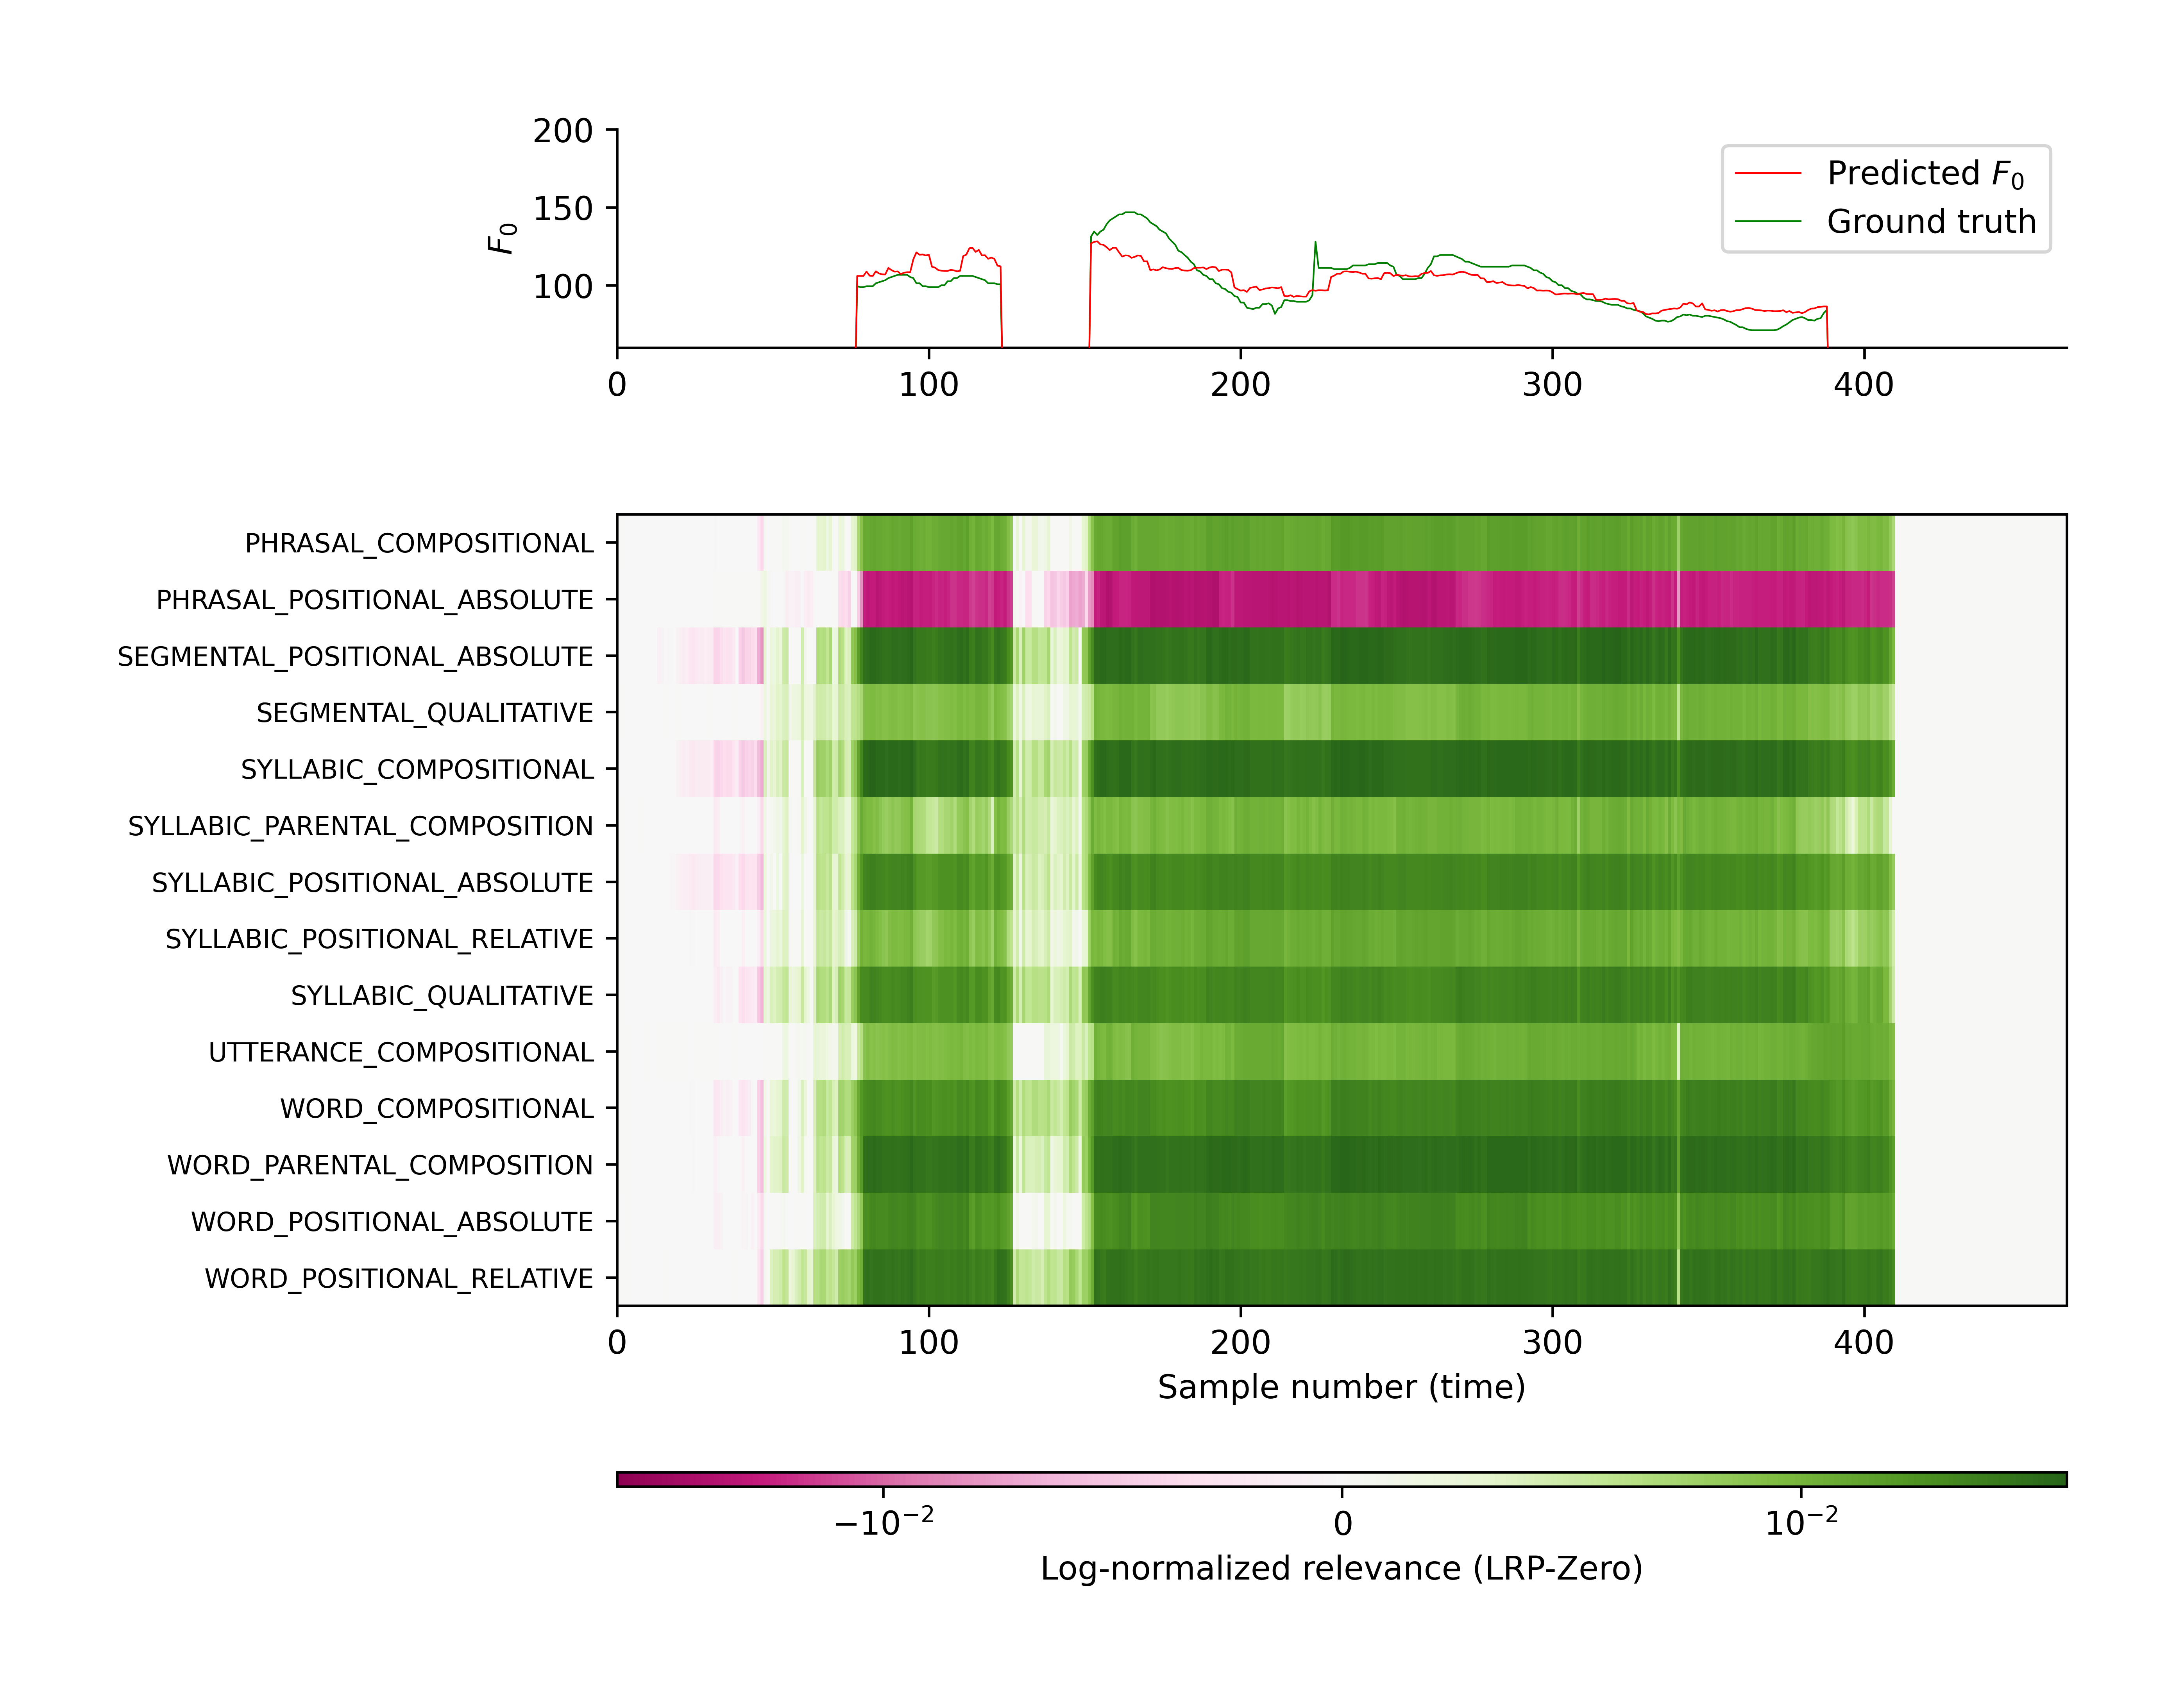 200
150
100
F₀
Predicted F₀
Ground truth
0 100 200 300 400
PHRASAL_COMPOSITIONAL
PHRASAL_POSITIONAL_ABSOLUTE
SEGMENTAL_POSITIONAL_ABSOLUTE
SEGMENTAL_QUALITATIVE
SYLLABIC_COMPOSITIONAL
SYLLABIC_PARENTAL_COMPOSITION
SYLLABIC_POSITIONAL_ABSOLUTE
SYLLABIC_POSITIONAL_RELATIVE
SYLLABIC_QUALITATIVE
UTTERANCE_COMPOSITIONAL
WORD_COMPOSITIONAL
WORD_PARENTAL_COMPOSITION
WORD_POSITIONAL_ABSOLUTE
WORD_POSITIONAL_RELATIVE
0 100 200 300 400
Sample number (time)
−10⁻² 0 10⁻²
Log-normalized relevance (LRP-Zero)